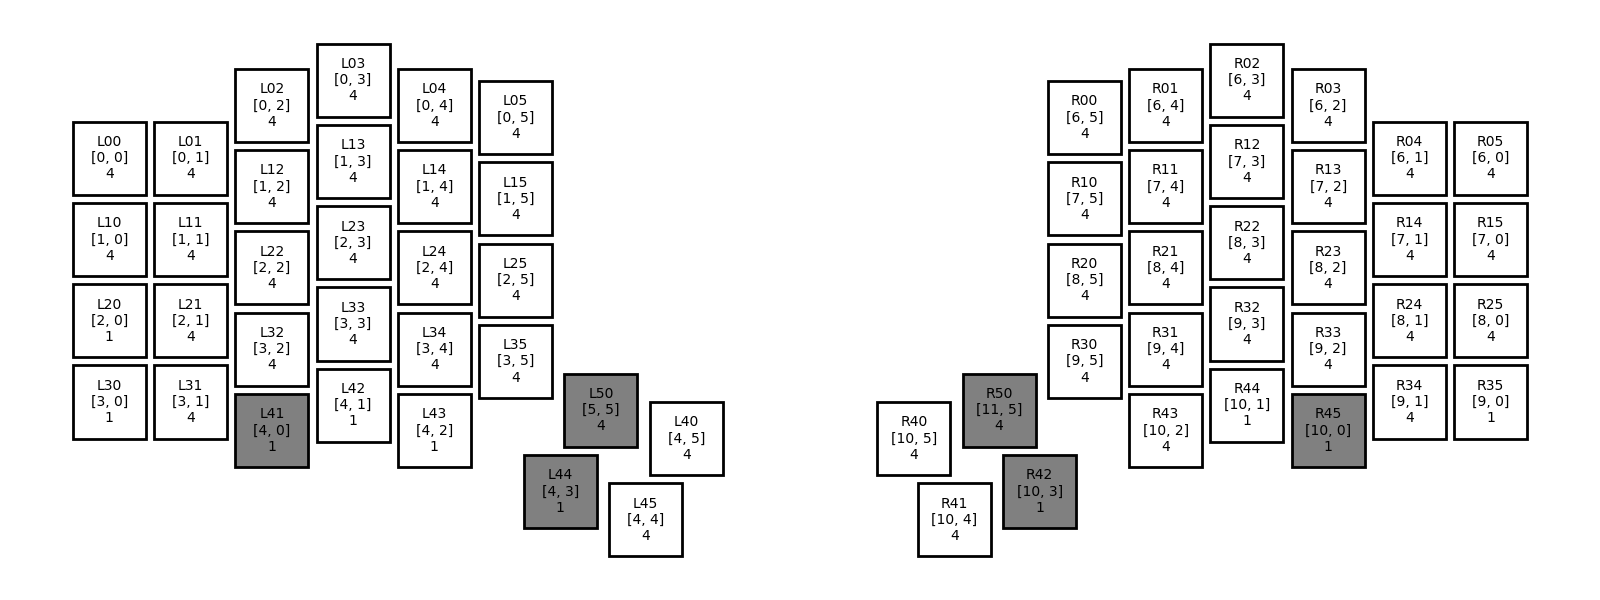 L00
[0, 0]
4
L01
[0, 1]
4
L02
[0, 2]
4
L03
[0, 3]
4
L04
[0, 4]
4
L05
[0, 5]
4
R00
[6, 5]
4
R01
[6, 4]
4
R02
[6, 3]
4
R03
[6, 2]
4
R04
[6, 1]
4
R05
[6, 0]
4
L10
[1, 0]
4
L11
[1, 1]
4
L12
[1, 2]
4
L13
[1, 3]
4
L14
[1, 4]
4
L15
[1, 5]
4
R10
[7, 5]
4
R11
[7, 4]
4
R12
[7, 3]
4
R13
[7, 2]
4
R14
[7, 1]
4
R15
[7, 0]
4
L20
[2, 0]
1
L21
[2, 1]
4
L22
[2, 2]
4
L23
[2, 3]
4
L24
[2, 4]
4
L25
[2, 5]
4
R20
[8, 5]
4
R21
[8, 4]
4
R22
[8, 3]
4
R23
[8, 2]
4
R24
[8, 1]
4
R25
[8, 0]
4
L30
[3, 0]
1
L31
[3, 1]
4
L32
[3, 2]
4
L33
[3, 3]
4
L34
[3, 4]
4
L35
[3, 5]
4
R30
[9, 5]
4
R31
[9, 4]
4
R32
[9, 3]
4
R33
[9, 2]
4
R34
[9, 1]
4
R35
[9, 0]
1
L41
[4, 0]
1
L42
[4, 1]
1
L43
[4, 2]
1
L50
[5, 5]
4
L40
[4, 5]
4
R40
[10, 5]
4
R50
[11, 5]
4
R43
[10, 2]
4
R44
[10, 1]
1
R45
[10, 0]
1
L44
[4, 3]
1
L45
[4, 4]
4
R41
[10, 4]
4
R42
[10, 3]
1